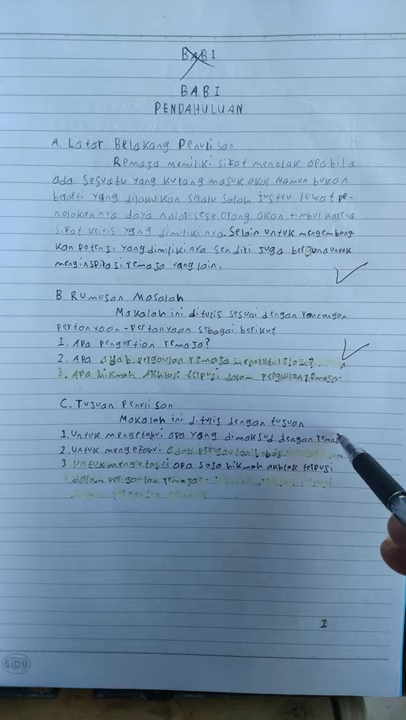 BAB I
BAB I
PENDAHULUAN
A. Latar Belakang Penulisan
Remaja memiliki sifat menolak apabila
ada sesuatu yang kurang masuk akal namun bukan
berarti yang dilakukan selalu salah justru lewat pe-
nolakannya daya nalar seseorang akan timbul karna
sifat kritis yang dimilikinya. Selain untuk mengembang
kan potensi yang dimilikinya sendiri juga berguna untuk
menginspirasi remaja yang lain.
B. Rumusan Masalah
Makalah ini ditulis sesuai dengan rancangan
pertanyaan-pertanyaan sebagai berikut
1. Apa pengertian remaja?
2. Apa adab pergaulan remaja
3. Apa hikmah akhlak terpuji dalam pergaulan remaja.
C. Tujuan Penulisan
Makalah ini ditulis dengan tujuan
1. Untuk mengetahui apa yang dimaksud dengan
2. Untuk mengetahui adab pergaulan
3. Untuk mengetahui apa saja hikmah akhlak terpuji
dalam pergaulan remaja.
1
SiDU